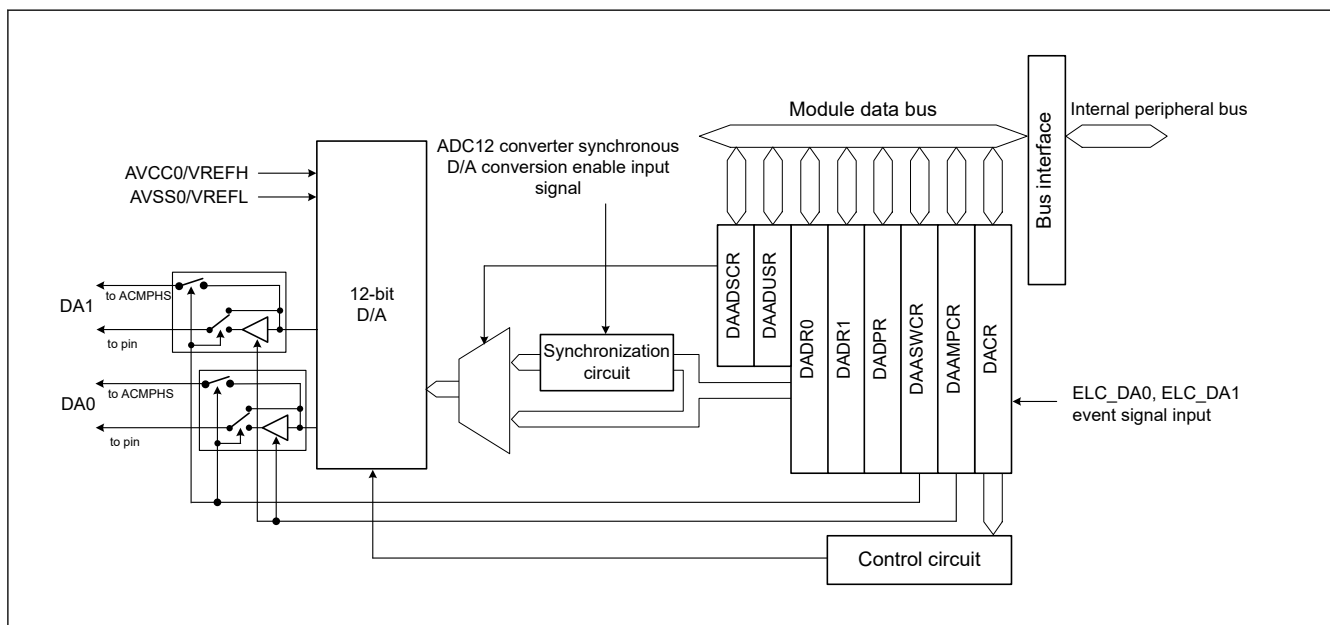 Module data bus
Internal peripheral bus
Bus interface
ADC12 converter synchronous
D/A conversion enable input
signal
AVCC0/VREFH
AVSS0/VREFL
12-bit
D/A
DA1
to ACMPHS
to pin
DA0
to ACMPHS
to pin
Synchronization
circuit
DAADSCR
DAADUSR
DADR0
DADR1
DADPR
DAASWCR
DAAMPCR
DACR
ELC_DA0, ELC_DA1
event signal input
Control circuit